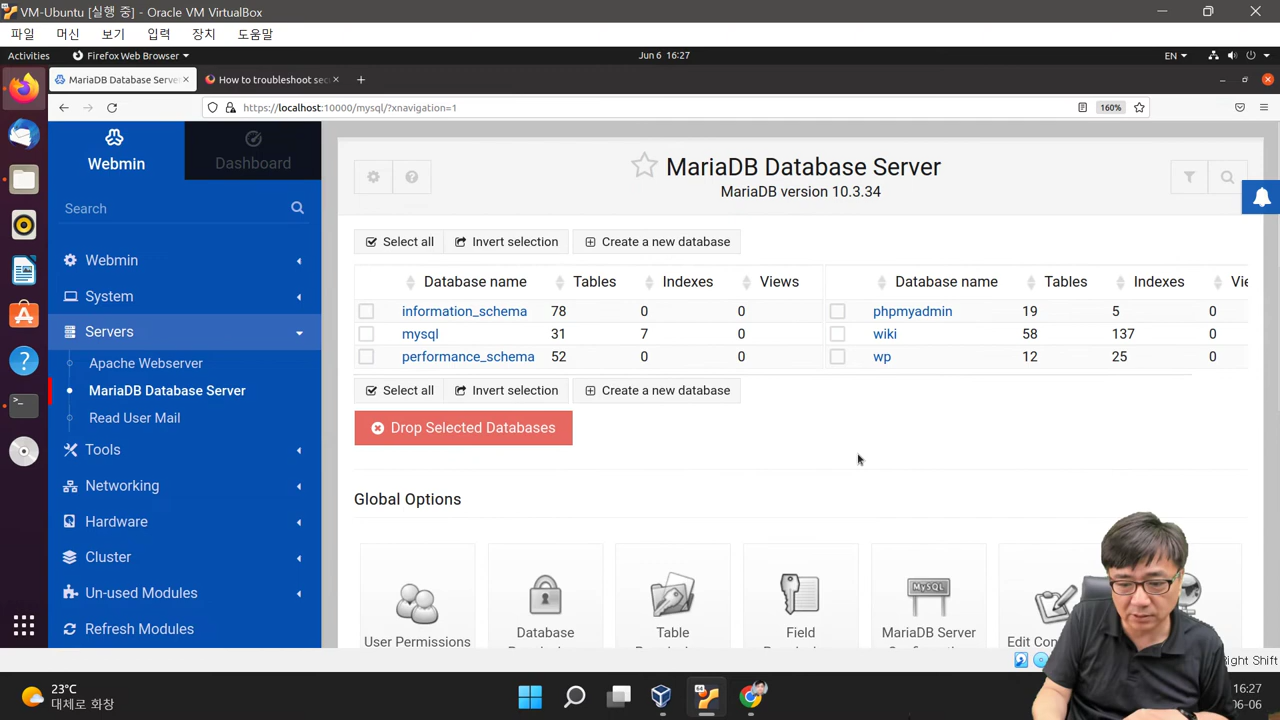 VM-Ubuntu [실행 중] - Oracle VM VirtualBox
파일 머신 보기 입력 장치 도움말
Activities Firefox Web Browser Jun 6 16:27 EN
MariaDB Database Serve How to troubleshoot sec
https://localhost:10000/mysql/?xnavigation=1 160%
Webmin Dashboard
Search
Webmin
System
Servers
Apache Webserver
MariaDB Database Server
Read User Mail
Tools
Networking
Hardware
Cluster
Un-used Modules
Refresh Modules
MariaDB Database Server
MariaDB version 10.3.34
Select all Invert selection Create a new database
Database name Tables Indexes Views Database name Tables Indexes Vie
information_schema 78 0 0 phpmyadmin 19 5 0
mysql 31 7 0 wiki 58 137 0
performance_schema 52 0 0 wp 12 25 0
Select all Invert selection Create a new database
Drop Selected Databases
Global Options
User Permissions
Database
Table
Field
MySQL
MariaDB Server
Edit Con
Right Shift
23°C
대체로 화창
16:27
06-06